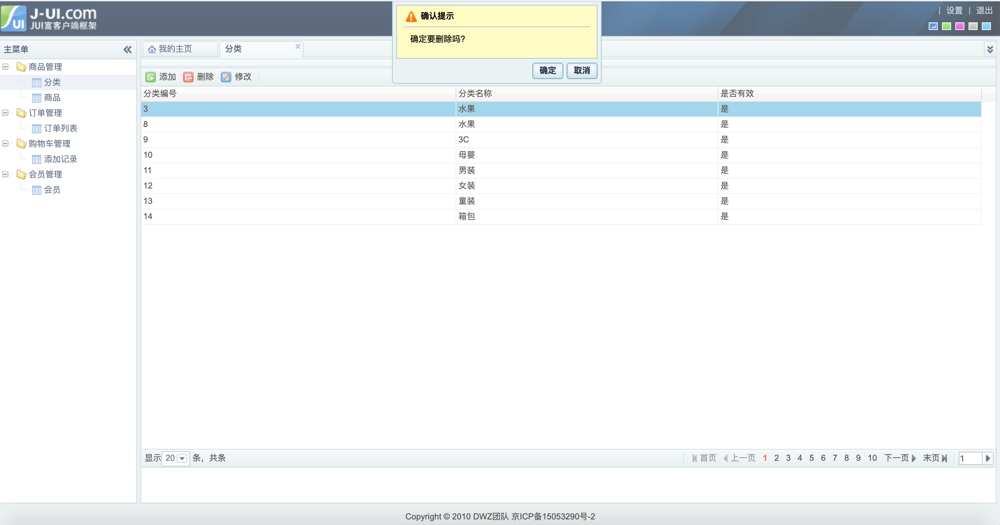 J-UI.com
JUI富客户端框架
UI
确认提示
确定要删除吗?
确定 取消
| 设置 | 退出
主菜单
商品管理
分类
商品
订单管理
订单列表
购物车管理
添加记录
会员管理
会员
我的主页 分类
添加 删除 修改
分类编号 分类名称 是否有效
3 水果 是
8 水果 是
9 3C 是
10 母婴 是
11 男装 是
12 女装 是
13 童装 是
14 箱包 是
显示 20 条，共条
首页 上一页 1 2 3 4 5 6 7 8 9 10 下一页 末页 1
Copyright © 2010 DWZ团队 京ICP备15053290号-2